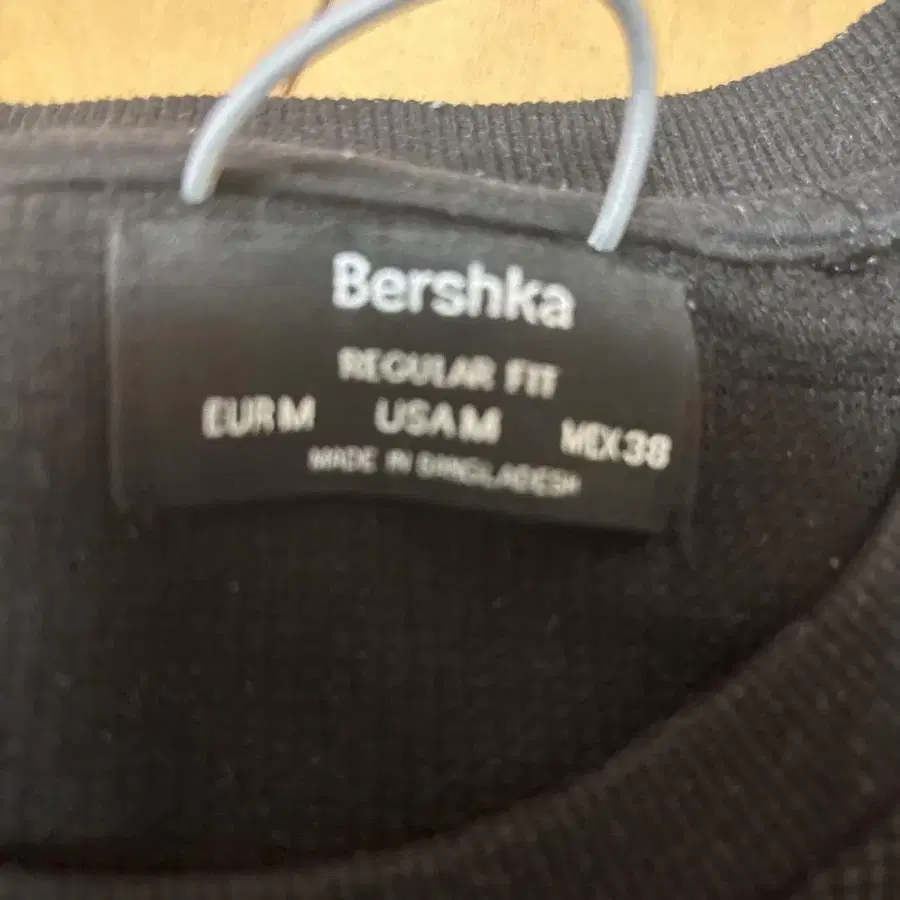 Bershka
REGULAR FIT
EUR M USA M MEX 38
MADE IN BANGLADESH